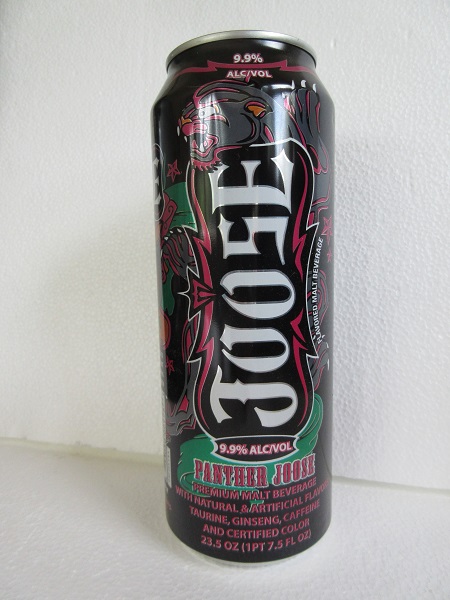 9.9%
ALC/VOL
JOOSE
FLAVORED MALT BEVERAGE
9.9% ALC/VOL
PANTHER JOOSE
PREMIUM MALT BEVERAGE
WITH NATURAL & ARTIFICIAL FLAVOR
TAURINE, GINSENG, CAFFEINE
AND CERTIFIED COLOR
23.5 OZ (1PT 7.5 FL OZ)